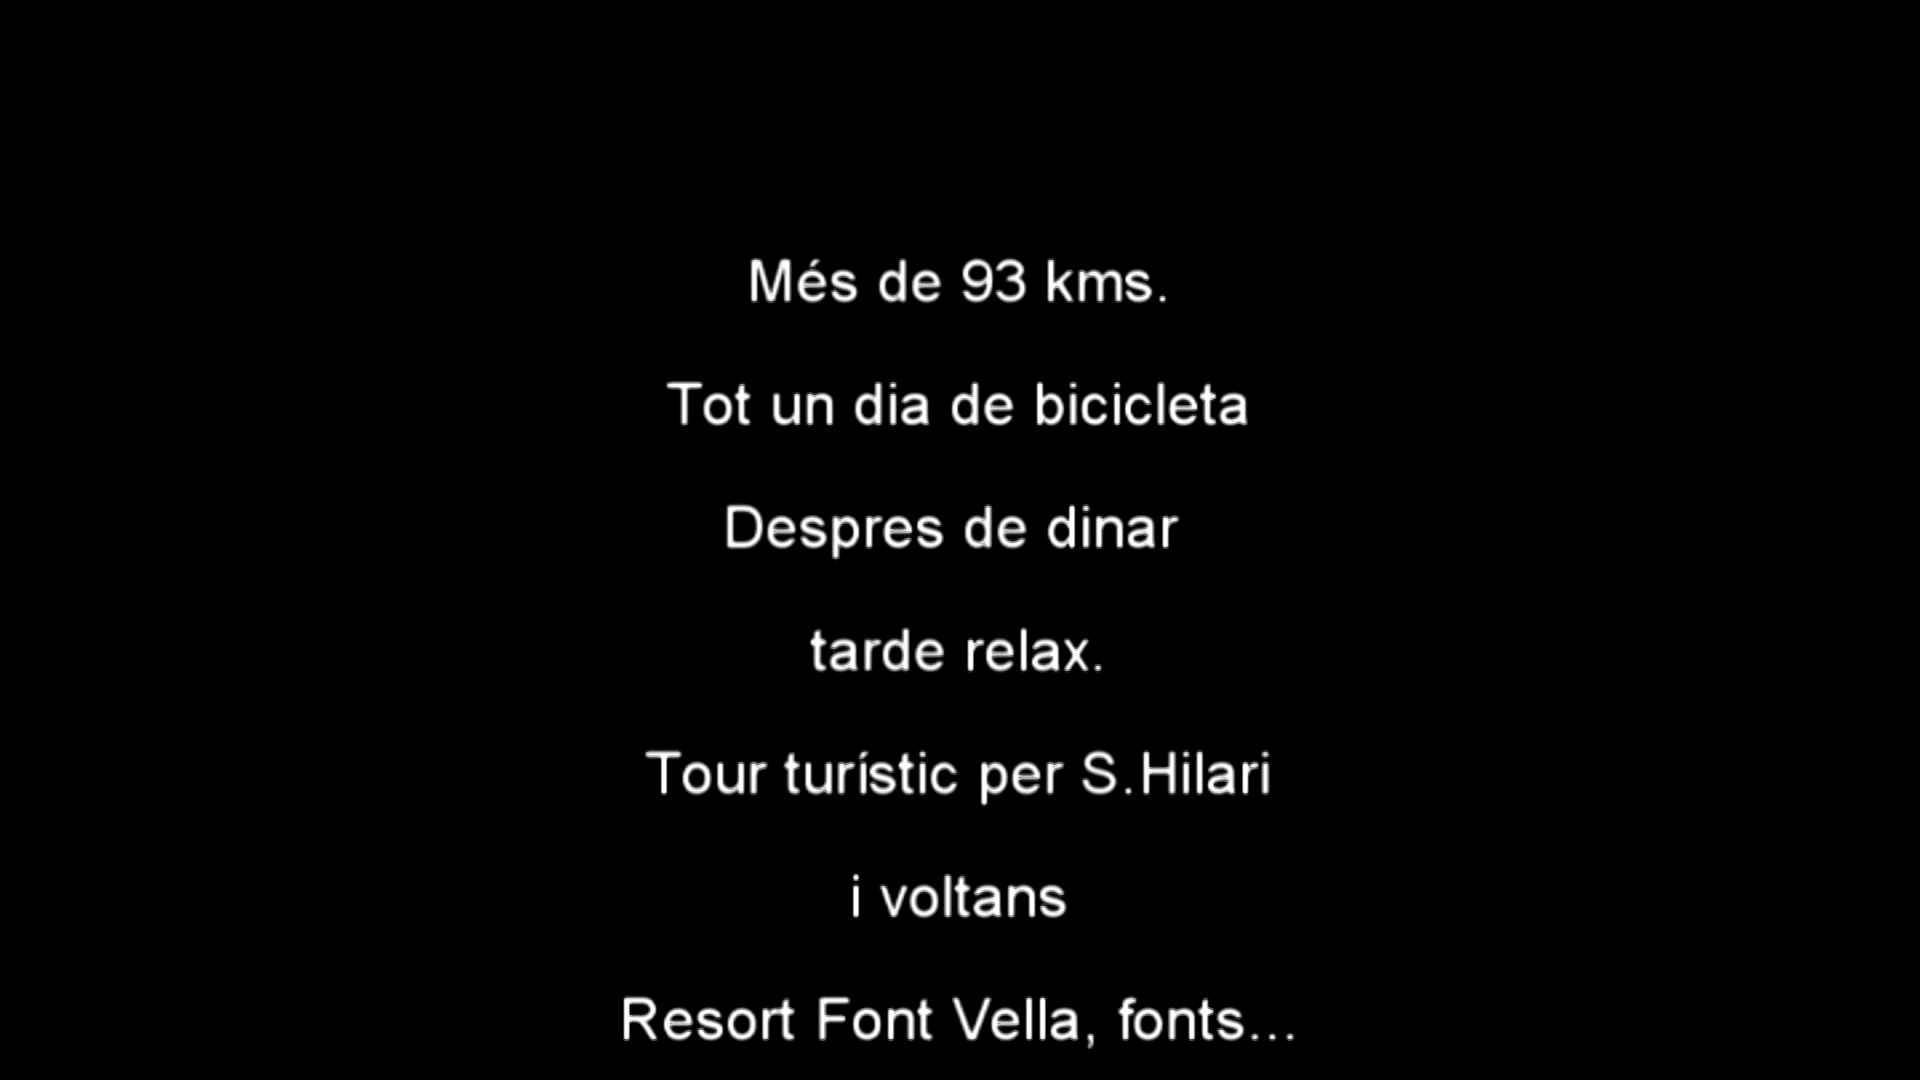 Més de 93 kms.
Tot un dia de bicicleta
Despres de dinar
tarde relax.
Tour turístic per S.Hilari
i voltans
Resort Font Vella, fonts...